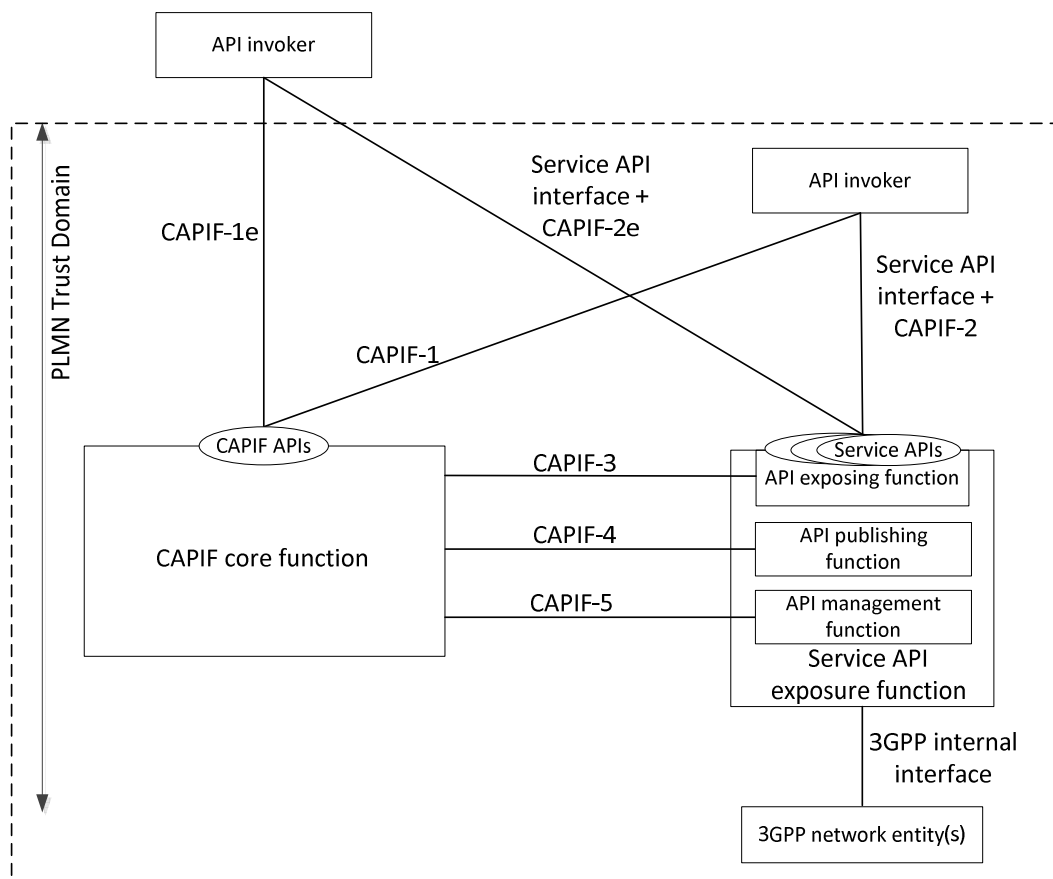 API invoker
Service API
interface +
CAPIF-2e
API invoker
PLMN Trust Domain
CAPIF-1e
Service API
interface +
CAPIF-2
CAPIF-1
CAPIF APIs
Service APIs
CAPIF-3
API exposing function
CAPIF core function
CAPIF-4
API publishing
function
CAPIF-5
API management
function
Service API
exposure function
3GPP internal
interface
3GPP network entity(s)